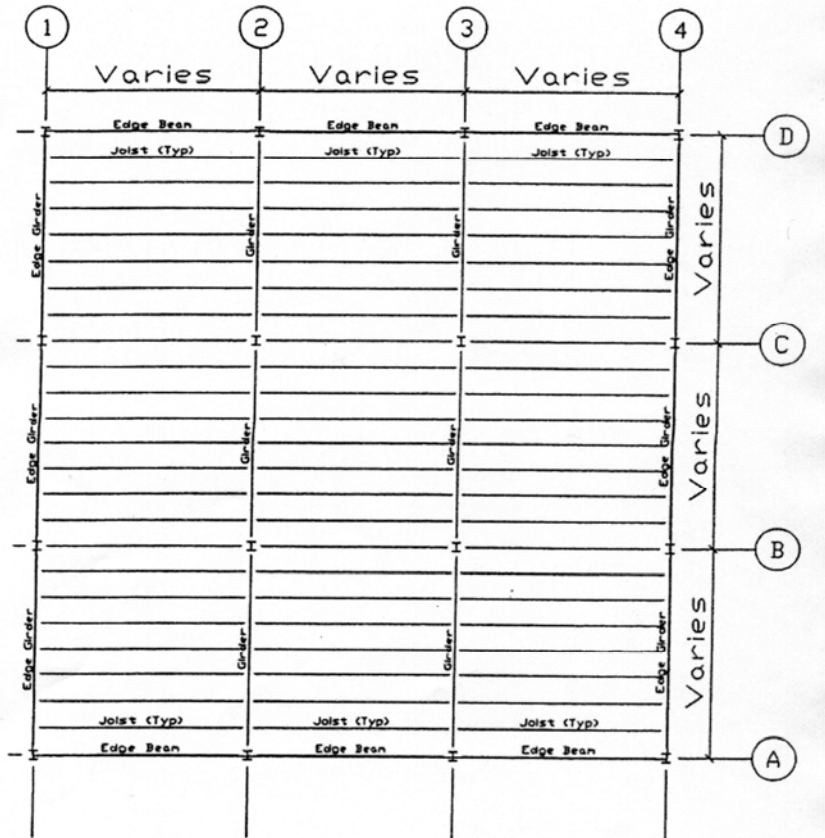 1 2 3 4
Varies Varies Varies
Edge Beam Edge Beam Edge Beam
D
Joist (Typ) Joist (Typ) Joist (Typ)
Edge Girder Girder Girder Edge Girder
Varies
C
Edge Girder Girder Girder Edge Girder
Varies
B
Edge Girder Girder Girder Edge Girder
Varies
Joist (Typ) Joist (Typ) Joist (Typ)
Edge Beam Edge Beam Edge Beam
A